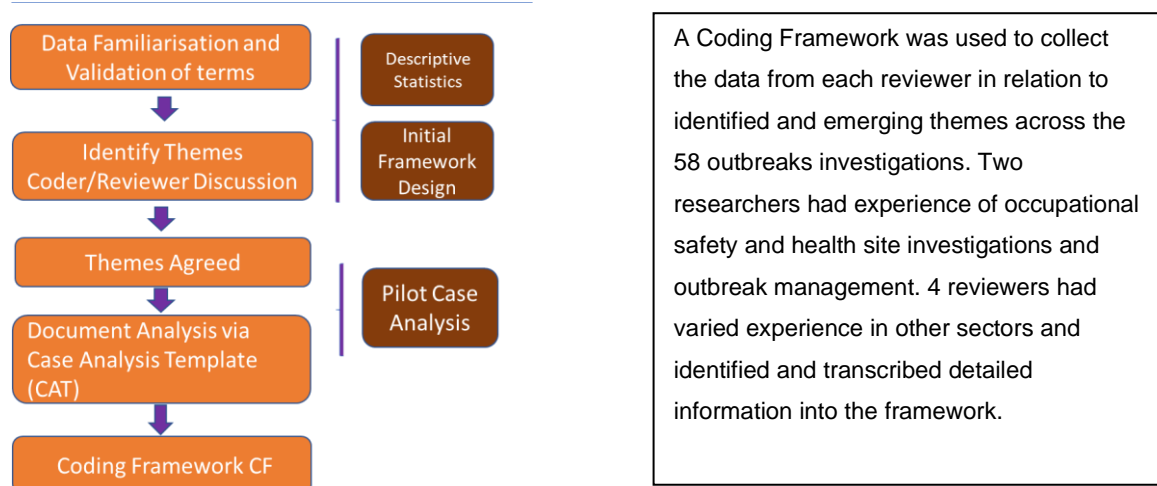 Data Familiarisation and
Validation of terms
Identify Themes
Coder/Reviewer Discussion
Themes Agreed
Document Analysis via
Case Analysis Template
(CAT)
Coding Framework CF
Descriptive
Statistics
Initial
Framework
Design
Pilot Case
Analysis
A Coding Framework was used to collect
the data from each reviewer in relation to
identified and emerging themes across the
58 outbreaks investigations. Two
researchers had experience of occupational
safety and health site investigations and
outbreak management. 4 reviewers had
varied experience in other sectors and
identified and transcribed detailed
information into the framework.